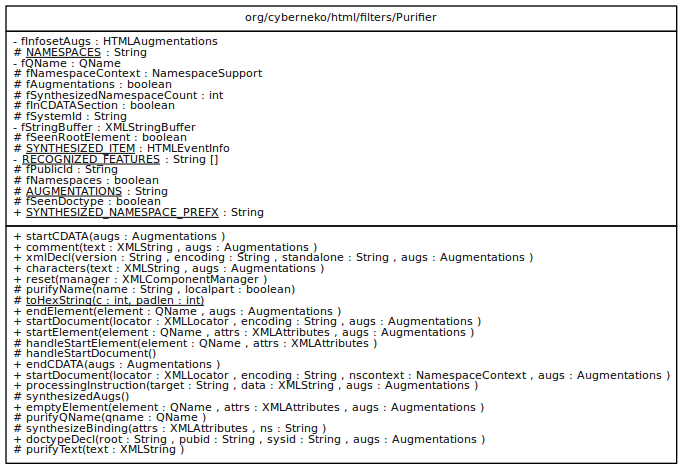 org/cyberneko/html/filters/Purifier
- fInfosetAugs : HTMLAugmentations
# NAMESPACES : String
- fQName : QName
# fNamespaceContext : NamespaceSupport
# fAugmentations : boolean
# fSynthesizedNamespaceCount : int
# fInCDATASection : boolean
# fSystemId : String
- fStringBuffer : XMLStringBuffer
# fSeenRootElement : boolean
# SYNTHESIZED_ITEM : HTMLEventInfo
- RECOGNIZED_FEATURES : String []
# fPublicId : String
# fNamespaces : boolean
# AUGMENTATIONS : String
# fSeenDoctype : boolean
+ SYNTHESIZED_NAMESPACE_PREFX : String
+ startCDATA(augs : Augmentations )
+ comment(text : XMLString , augs : Augmentations )
+ xmlDecl(version : String , encoding : String , standalone : String , augs : Augmentations )
+ characters(text : XMLString , augs : Augmentations )
+ reset(manager : XMLComponentManager )
# purifyName(name : String , localpart : boolean)
# toHexString(c : int, padlen : int)
+ endElement(element : QName , augs : Augmentations )
+ startDocument(locator : XMLLocator , encoding : String , augs : Augmentations )
+ startElement(element : QName , attrs : XMLAttributes , augs : Augmentations )
# handleStartElement(element : QName , attrs : XMLAttributes )
# handleStartDocument()
+ endCDATA(augs : Augmentations )
+ startDocument(locator : XMLLocator , encoding : String , nscontext : NamespaceContext , augs : Augmentations )
+ processingInstruction(target : String , data : XMLString , augs : Augmentations )
# synthesizedAugs()
+ emptyElement(element : QName , attrs : XMLAttributes , augs : Augmentations )
# purifyQName(qname : QName )
# synthesizeBinding(attrs : XMLAttributes , ns : String )
+ doctypeDecl(root : String , pubid : String , sysid : String , augs : Augmentations )
# purifyText(text : XMLString )